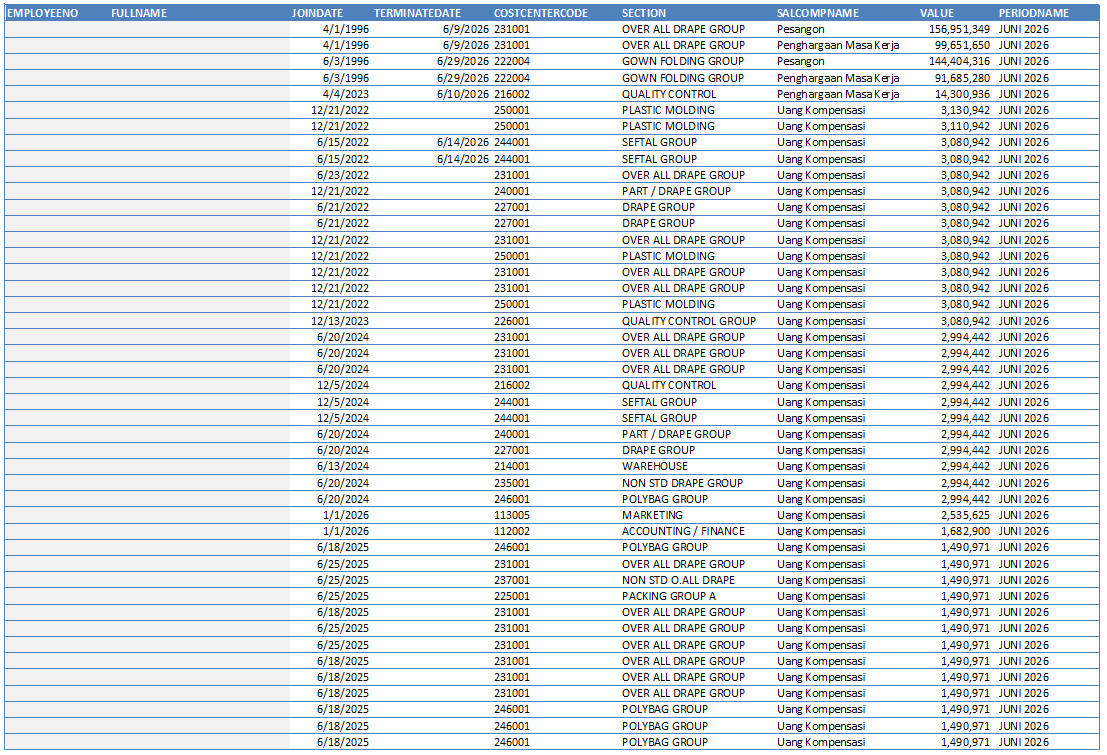 EMPLOYEENO FULLNAME JOINDATE TERMINATEDATE COSTCENTERCODE SECTION SALCOMPNAME VALUE PERIODNAME
4/1/1996 6/9/2026 231001 OVER ALL DRAPE GROUP Pesangon 156,951,349 JUNI 2026
4/1/1996 6/9/2026 231001 OVER ALL DRAPE GROUP Penghargaan Masa Kerja 99,651,650 JUNI 2026
6/3/1996 6/29/2026 222004 GOWN FOLDING GROUP Pesangon 144,404,316 JUNI 2026
6/3/1996 6/29/2026 222004 GOWN FOLDING GROUP Penghargaan Masa Kerja 91,685,280 JUNI 2026
4/4/2023 6/10/2026 216002 QUALITY CONTROL Penghargaan Masa Kerja 14,300,936 JUNI 2026
12/21/2022 250001 PLASTIC MOLDING Uang Kompensasi 3,130,942 JUNI 2026
12/21/2022 250001 PLASTIC MOLDING Uang Kompensasi 3,110,942 JUNI 2026
6/15/2022 6/14/2026 244001 SEFTAL GROUP Uang Kompensasi 3,080,942 JUNI 2026
6/15/2022 6/14/2026 244001 SEFTAL GROUP Uang Kompensasi 3,080,942 JUNI 2026
6/23/2022 231001 OVER ALL DRAPE GROUP Uang Kompensasi 3,080,942 JUNI 2026
12/21/2022 240001 PART / DRAPE GROUP Uang Kompensasi 3,080,942 JUNI 2026
6/21/2022 227001 DRAPE GROUP Uang Kompensasi 3,080,942 JUNI 2026
6/21/2022 227001 DRAPE GROUP Uang Kompensasi 3,080,942 JUNI 2026
12/21/2022 231001 OVER ALL DRAPE GROUP Uang Kompensasi 3,080,942 JUNI 2026
12/21/2022 250001 PLASTIC MOLDING Uang Kompensasi 3,080,942 JUNI 2026
12/21/2022 231001 OVER ALL DRAPE GROUP Uang Kompensasi 3,080,942 JUNI 2026
12/21/2022 231001 OVER ALL DRAPE GROUP Uang Kompensasi 3,080,942 JUNI 2026
12/21/2022 250001 PLASTIC MOLDING Uang Kompensasi 3,080,942 JUNI 2026
12/13/2023 226001 QUALITY CONTROL GROUP Uang Kompensasi 3,080,942 JUNI 2026
6/20/2024 231001 OVER ALL DRAPE GROUP Uang Kompensasi 2,994,442 JUNI 2026
6/20/2024 231001 OVER ALL DRAPE GROUP Uang Kompensasi 2,994,442 JUNI 2026
6/20/2024 231001 OVER ALL DRAPE GROUP Uang Kompensasi 2,994,442 JUNI 2026
12/5/2024 216002 QUALITY CONTROL Uang Kompensasi 2,994,442 JUNI 2026
12/5/2024 244001 SEFTAL GROUP Uang Kompensasi 2,994,442 JUNI 2026
12/5/2024 244001 SEFTAL GROUP Uang Kompensasi 2,994,442 JUNI 2026
6/20/2024 240001 PART / DRAPE GROUP Uang Kompensasi 2,994,442 JUNI 2026
6/20/2024 227001 DRAPE GROUP Uang Kompensasi 2,994,442 JUNI 2026
6/13/2024 214001 WAREHOUSE Uang Kompensasi 2,994,442 JUNI 2026
6/20/2024 235001 NON STD DRAPE GROUP Uang Kompensasi 2,994,442 JUNI 2026
6/20/2024 246001 POLYBAG GROUP Uang Kompensasi 2,994,442 JUNI 2026
1/1/2026 113005 MARKETING Uang Kompensasi 2,535,625 JUNI 2026
1/1/2026 112002 ACCOUNTING / FINANCE Uang Kompensasi 1,682,900 JUNI 2026
6/18/2025 246001 POLYBAG GROUP Uang Kompensasi 1,490,971 JUNI 2026
6/25/2025 231001 OVER ALL DRAPE GROUP Uang Kompensasi 1,490,971 JUNI 2026
6/25/2025 237001 NON STD O.ALL DRAPE Uang Kompensasi 1,490,971 JUNI 2026
6/25/2025 225001 PACKING GROUP A Uang Kompensasi 1,490,971 JUNI 2026
6/18/2025 231001 OVER ALL DRAPE GROUP Uang Kompensasi 1,490,971 JUNI 2026
6/25/2025 231001 OVER ALL DRAPE GROUP Uang Kompensasi 1,490,971 JUNI 2026
6/25/2025 231001 OVER ALL DRAPE GROUP Uang Kompensasi 1,490,971 JUNI 2026
6/18/2025 231001 OVER ALL DRAPE GROUP Uang Kompensasi 1,490,971 JUNI 2026
6/18/2025 231001 OVER ALL DRAPE GROUP Uang Kompensasi 1,490,971 JUNI 2026
6/18/2025 231001 OVER ALL DRAPE GROUP Uang Kompensasi 1,490,971 JUNI 2026
6/18/2025 246001 POLYBAG GROUP Uang Kompensasi 1,490,971 JUNI 2026
6/18/2025 246001 POLYBAG GROUP Uang Kompensasi 1,490,971 JUNI 2026
6/18/2025 246001 POLYBAG GROUP Uang Kompensasi 1,490,971 JUNI 2026